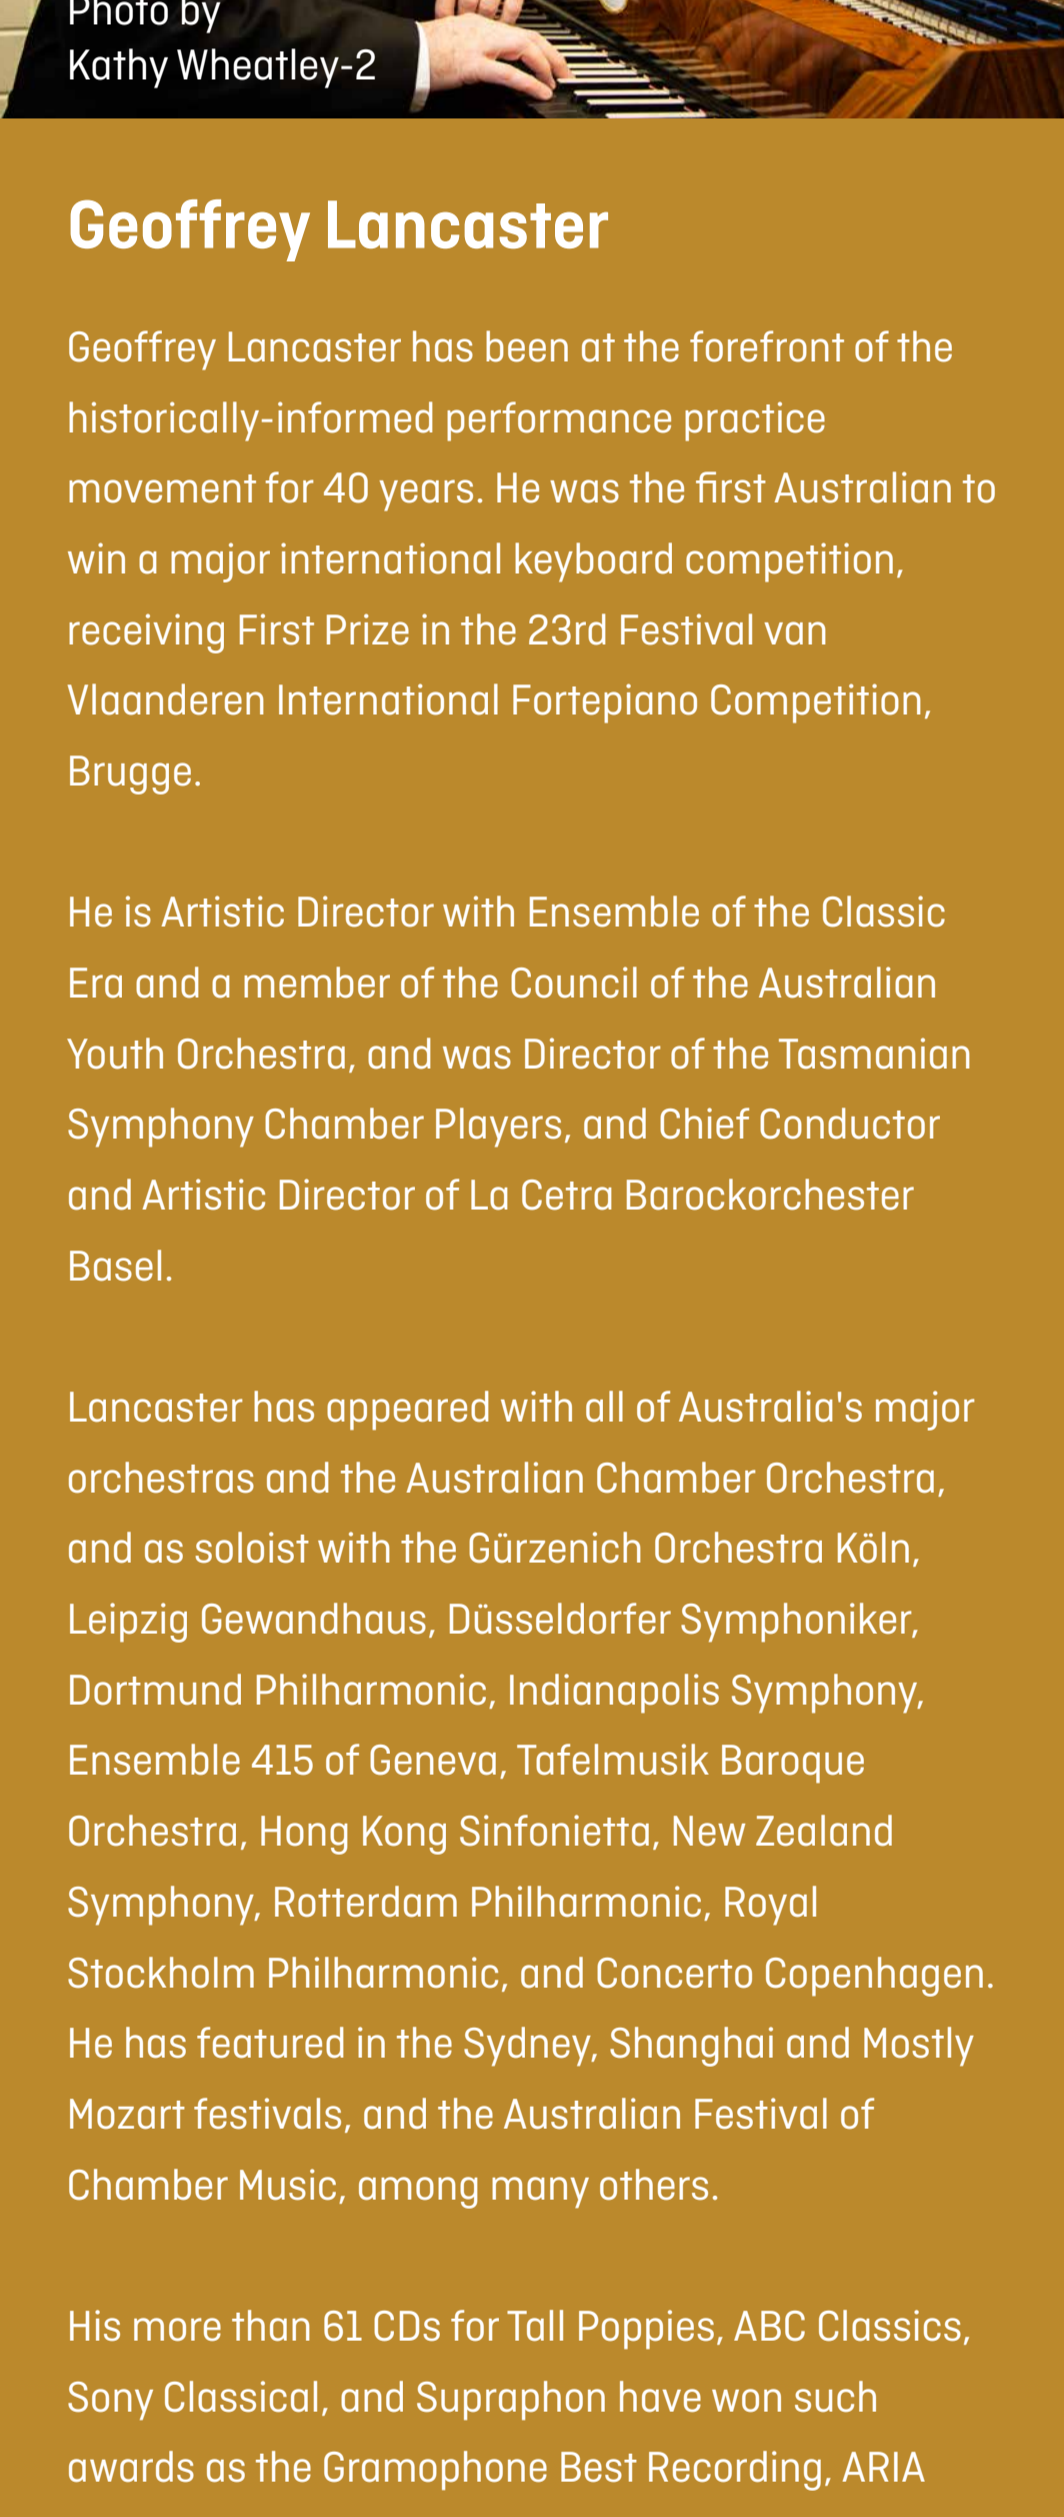 Photo by
Kathy Wheatley-2
Geoffrey Lancaster
Geoffrey Lancaster has been at the forefront of the
historically-informed performance practice
movement for 40 years. He was the first Australian to
win a major international keyboard competition,
receiving First Prize in the 23rd Festival van
Vlaanderen International Fortepiano Competition,
Brugge.
He is Artistic Director with Ensemble of the Classic
Era and a member of the Council of the Australian
Youth Orchestra, and was Director of the Tasmanian
Symphony Chamber Players, and Chief Conductor
and Artistic Director of La Cetra Barockorchester
Basel.
Lancaster has appeared with all of Australia's major
orchestras and the Australian Chamber Orchestra,
and as soloist with the Gürzenich Orchestra Köln,
Leipzig Gewandhaus, Düsseldorfer Symphoniker,
Dortmund Philharmonic, Indianapolis Symphony,
Ensemble 415 of Geneva, Tafelmusik Baroque
Orchestra, Hong Kong Sinfonietta, New Zealand
Symphony, Rotterdam Philharmonic, Royal
Stockholm Philharmonic, and Concerto Copenhagen.
He has featured in the Sydney, Shanghai and Mostly
Mozart festivals, and the Australian Festival of
Chamber Music, among many others.
His more than 61 CDs for Tall Poppies, ABC Classics,
Sony Classical, and Supraphon have won such
awards as the Gramophone Best Recording, ARIA